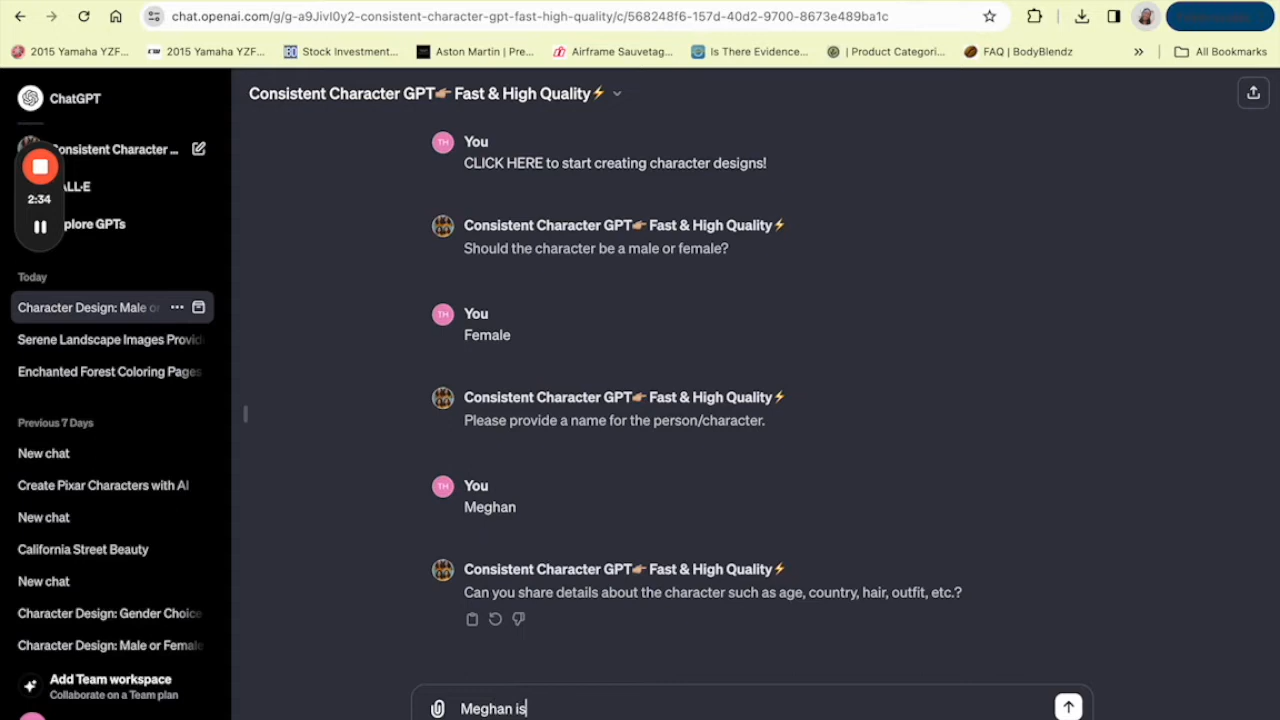 chat.openai.com/g/g-a9JivI0y2-consistent-character-gpt-fast-high-quality/c/568248f6-157d-40d2-9700-8673e489ba1c
2015 Yamaha YZF...
2015 Yamaha YZF...
Stock Investment...
Aston Martin | Pre...
Airframe Sauvetag...
Is There Evidence...
| Product Categori...
FAQ | BodyBlendz
»
All Bookmarks
ChatGPT
Consistent Character GPT👉🏼 Fast & High Quality⚡
onsistent Character ...
2:34
ALL·E
plore GPTs
Today
Character Design: Male or
Serene Landscape Images Provid
Enchanted Forest Coloring Pages
Previous 7 Days
New chat
Create Pixar Characters with AI
New chat
California Street Beauty
New chat
Character Design: Gender Choice
Character Design: Male or Female
Add Team workspace
Collaborate on a Team plan
TH
You
CLICK HERE to start creating character designs!
Consistent Character GPT👉🏼 Fast & High Quality⚡
Should the character be a male or female?
TH
You
Female
Consistent Character GPT👉🏼 Fast & High Quality⚡
Please provide a name for the person/character.
TH
You
Meghan
Consistent Character GPT👉🏼 Fast & High Quality⚡
Can you share details about the character such as age, country, hair, outfit, etc.?
Meghan is